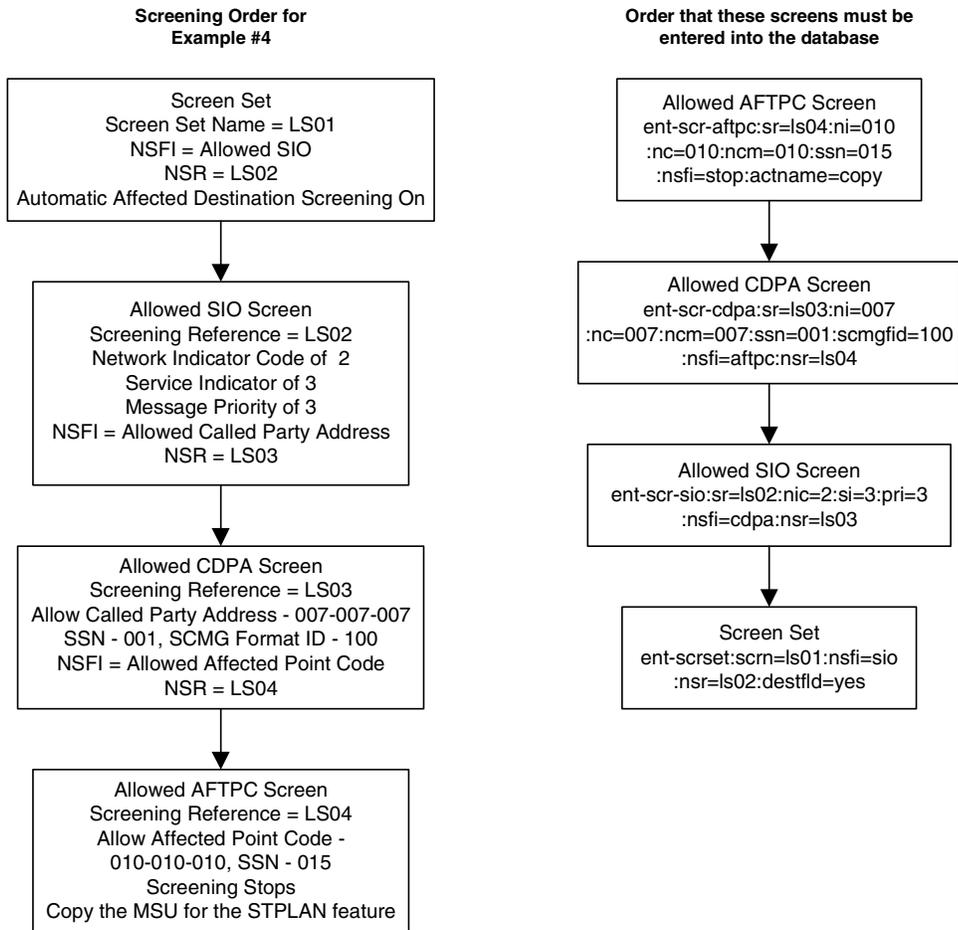 Screening Order for
Example #4
Screen Set
Screen Set Name = LS01
NSFI = Allowed SIO
NSR = LS02
Automatic Affected Destination Screening On
Allowed SIO Screen
Screening Reference = LS02
Network Indicator Code of 2
Service Indicator of 3
Message Priority of 3
NSFI = Allowed Called Party Address
NSR = LS03
Allowed CDPA Screen
Screening Reference = LS03
Allow Called Party Address - 007-007-007
SSN - 001, SCMG Format ID - 100
NSFI = Allowed Affected Point Code
NSR = LS04
Allowed AFTPC Screen
Screening Reference = LS04
Allow Affected Point Code -
010-010-010, SSN - 015
Screening Stops
Copy the MSU for the STPLAN feature
Order that these screens must be
entered into the database
Allowed AFTPC Screen
ent-scr-aftpc:sr=ls04:ni=010
:nc=010:ncm=010:ssn=015
:nsfi=stop:actname=copy
Allowed CDPA Screen
ent-scr-cdpa:sr=ls03:ni=007
:nc=007:ncm=007:ssn=001:scmgfid=100
:nsfi=aftpc:nsr=ls04
Allowed SIO Screen
ent-scr-sio:sr=ls02:nic=2:si=3:pri=3
:nsfi=cdpa:nsr=ls03
Screen Set
ent-scrset:scrn=ls01:nsfi=sio
:nsr=ls02:destfld=yes